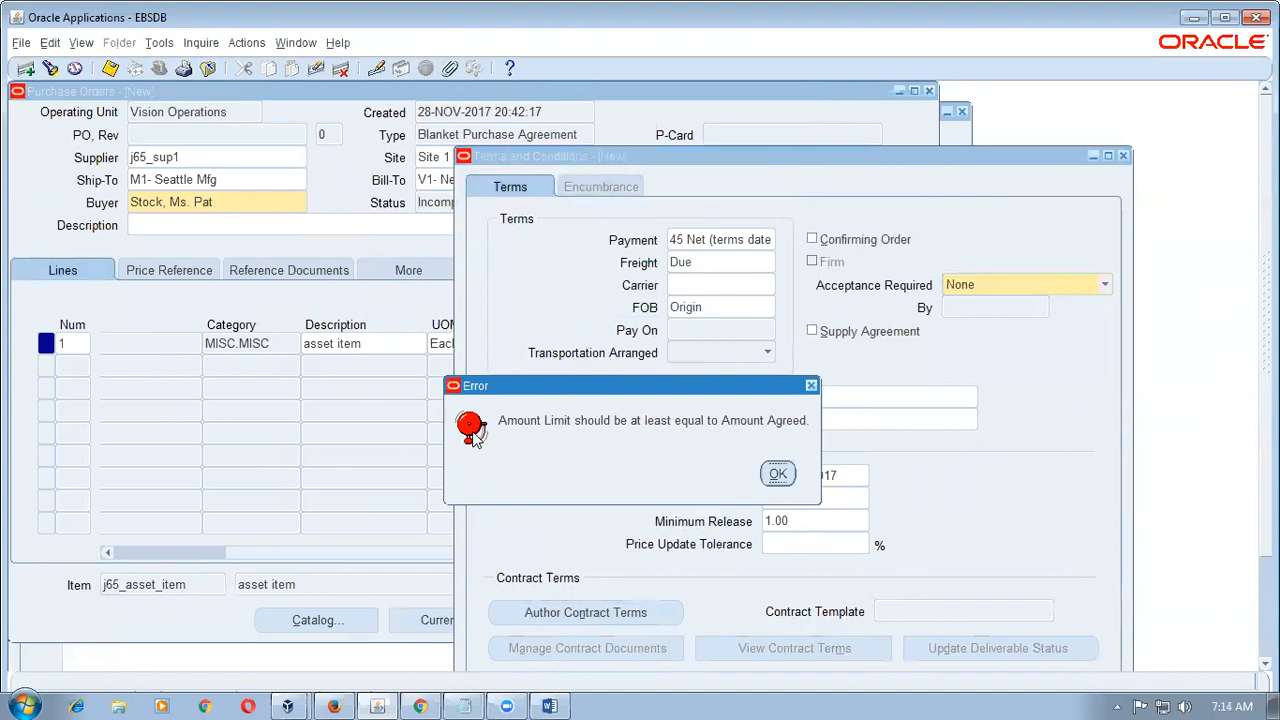 Oracle Applications - EBSDB
File Edit View Folder Tools Inquire Actions Window Help
ORACLE
Purchase Orders - [New]
Operating Unit Vision Operations Created 28-NOV-2017 20:42:17
PO, Rev 0 Type Blanket Purchase Agreement P-Card
Supplier j65_sup1 Site Site 1
Ship-To M1- Seattle Mfg Bill-To V1- Ne
Buyer Stock, Ms. Pat Status Incomp
Description
Lines Price Reference Reference Documents More
Num Category Description UOM
1 MISC.MISC asset item Each
Item j65_asset_item asset item
Catalog... Curre
Terms and Conditions - [New]
Terms Encumbrance
Terms
Payment 45 Net (terms date
Confirming Order
Freight Due
Firm
Carrier
Acceptance Required None
FOB Origin
By
Pay On
Supply Agreement
Transportation Arranged
Error
Amount Limit should be at least equal to Amount Agreed.
OK
17
Minimum Release 1.00
Price Update Tolerance %
Contract Terms
Author Contract Terms Contract Template
Manage Contract Documents View Contract Terms Update Deliverable Status
7:14 AM